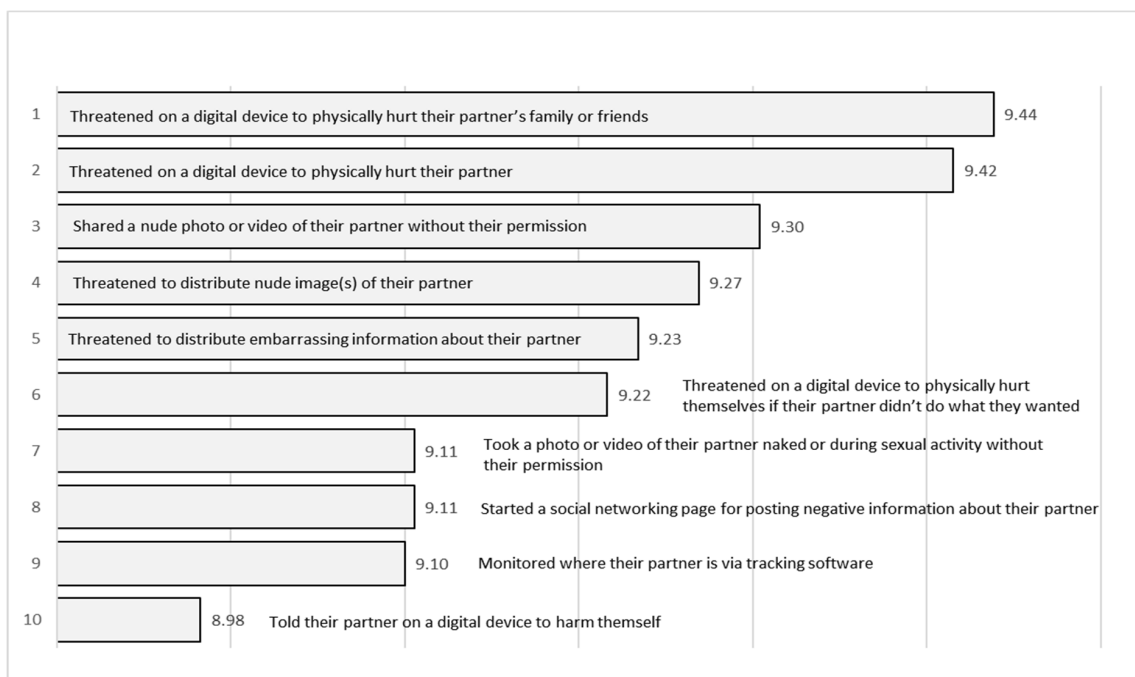 1 Threatened on a digital device to physically hurt their partner’s family or friends 9.44
2 Threatened on a digital device to physically hurt their partner 9.42
3 Shared a nude photo or video of their partner without their permission 9.30
4 Threatened to distribute nude image(s) of their partner 9.27
5 Threatened to distribute embarrassing information about their partner 9.23
6 9.22 Threatened on a digital device to physically hurt
themselves if their partner didn’t do what they wanted
7 9.11 Took a photo or video of their partner naked or during sexual activity without
their permission
8 9.11 Started a social networking page for posting negative information about their partner
9 9.10 Monitored where their partner is via tracking software
10 8.98 Told their partner on a digital device to harm themself